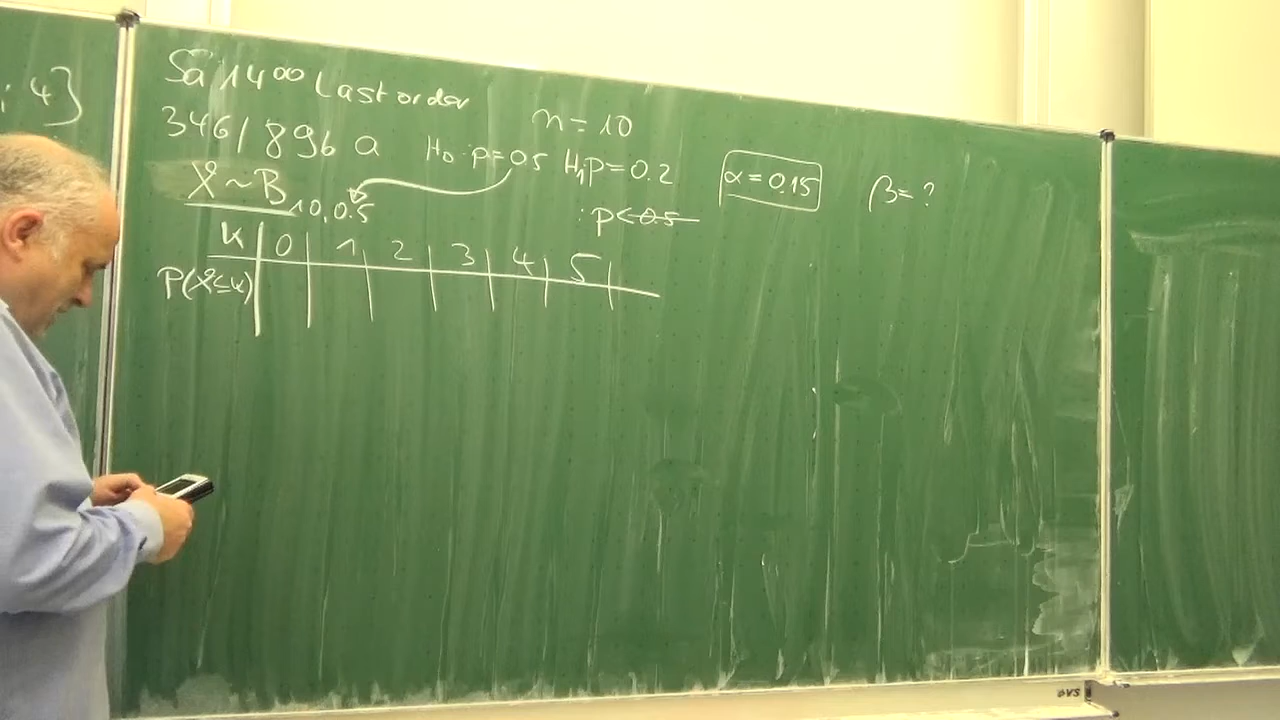 ; 4}
Sa 14⁰⁰ Last order
346/896 a
n = 10
H₀: p = 0.5 H₁ p = 0.2
α = 0.15
β = ?
X ~ B₁₀,₀.₅
: p < 0.5
k | 0 | 1 | 2 | 3 | 4 | 5 |
P(X≤k)
OVS